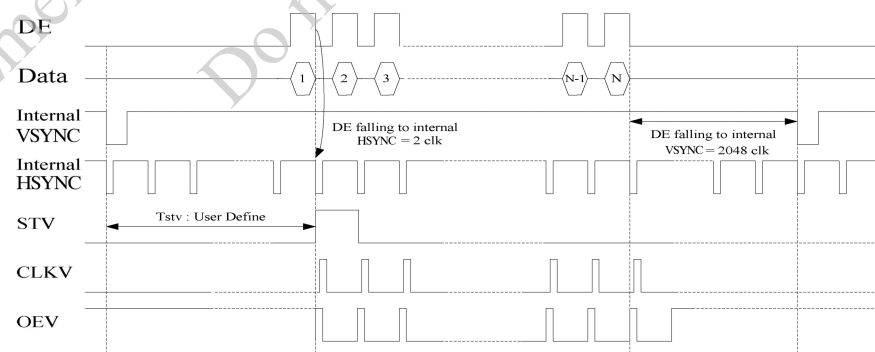 DE
Data
1
2
3
N-1
N
Internal
VSYNC
DE falling to internal
HSYNC = 2 clk
DE falling to internal
VSYNC = 2048 clk
Internal
HSYNC
Tstv : User Define
STV
CLKV
OEV
Do